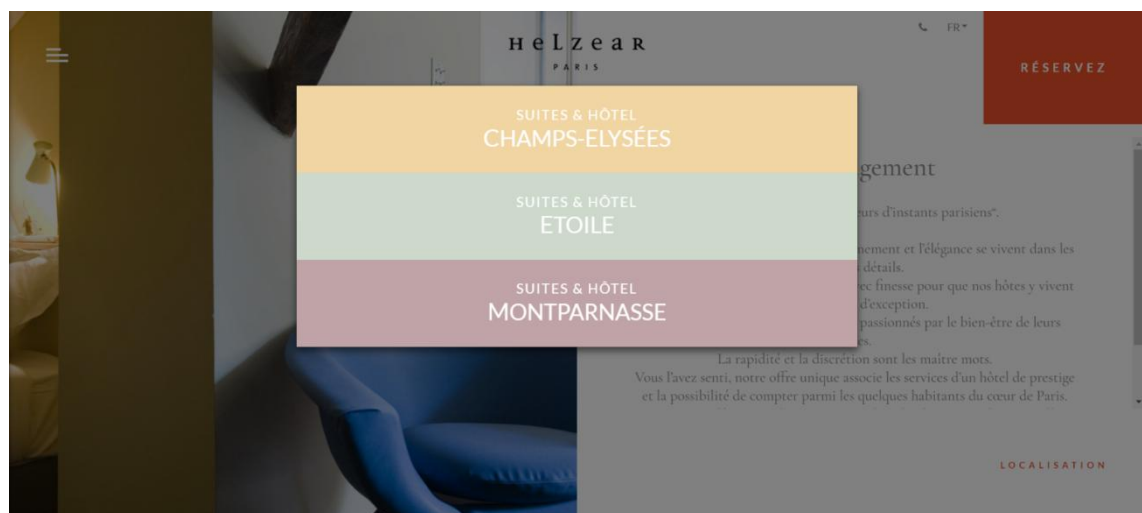 HeLzeaR
PARIS
FR
RÉSERVEZ
SUITES & HÔTEL
CHAMPS-ELYSÉES
SUITES & HÔTEL
ETOILE
SUITES & HÔTEL
MONTPARNASSE
gement
eurs d'instants parisiens".
nement et l'élégance se vivent dans les
détails.
ec finesse pour que nos hôtes y vivent
d'exception.
passionnés par le bien-être de leurs
es.
La rapidité et la discrétion sont les maître mots.
Vous l'avez senti, notre offre unique associe les services d'un hôtel de prestige
et la possibilité de compter parmi les quelques habitants du cœur de Paris.
LOCALISATION